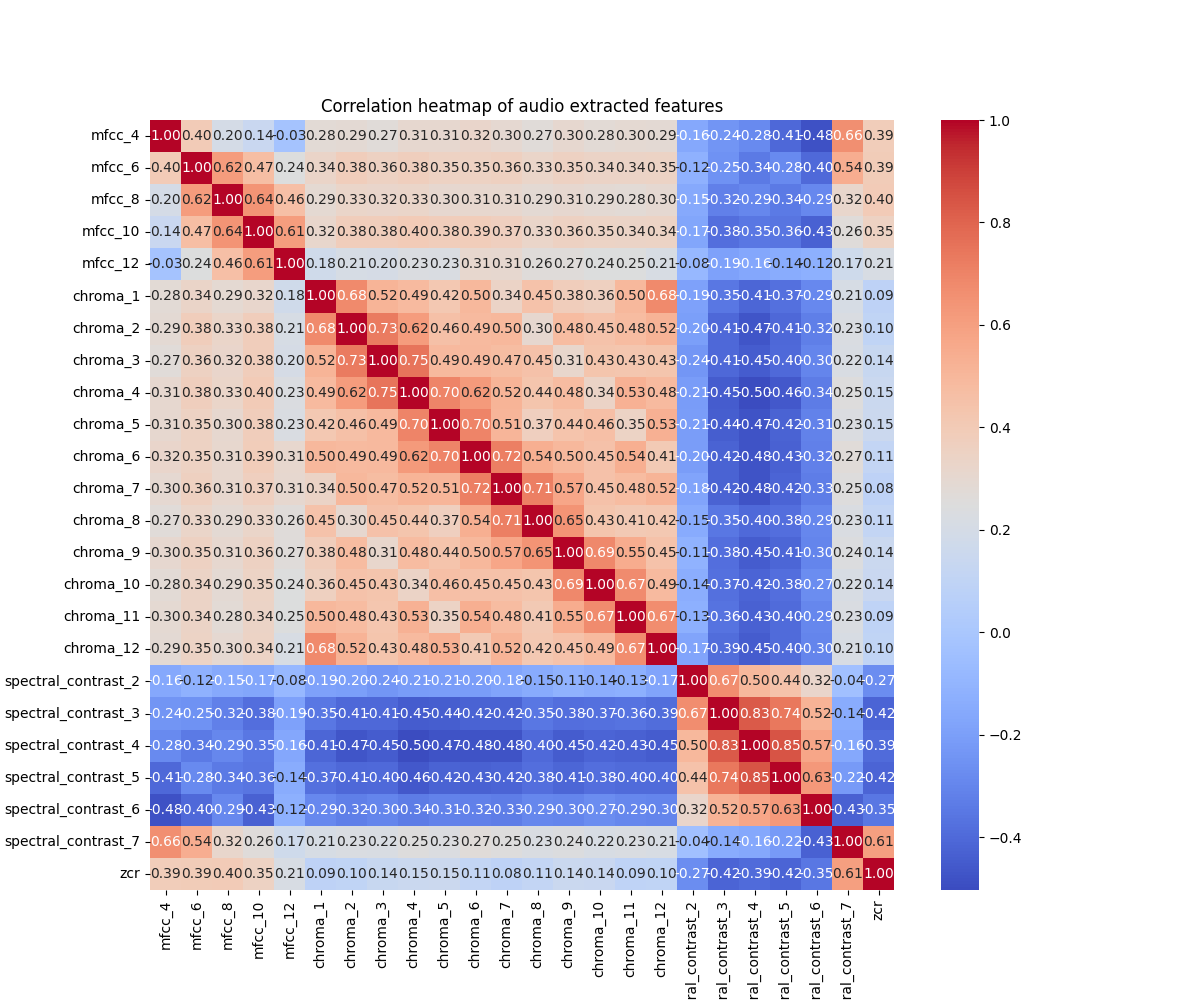 Correlation heatmap of audio extracted features
mfcc_4 1.00 0.40 0.20 0.14 -0.03 0.28 0.29 0.27 0.31 0.31 0.32 0.30 0.27 0.30 0.28 0.30 0.29 -0.16 -0.24 -0.28 -0.41 -0.48 0.66 0.39
mfcc_6 0.40 1.00 0.62 0.47 0.24 0.34 0.38 0.36 0.38 0.35 0.35 0.36 0.33 0.35 0.34 0.34 0.35 -0.12 -0.25 -0.34 -0.28 -0.40 0.54 0.39
mfcc_8 0.20 0.62 1.00 0.64 0.46 0.29 0.33 0.32 0.33 0.30 0.31 0.31 0.29 0.31 0.29 0.28 0.30 -0.15 -0.32 -0.29 -0.34 -0.29 0.32 0.40
mfcc_10 0.14 0.47 0.64 1.00 0.61 0.32 0.38 0.38 0.40 0.38 0.39 0.37 0.33 0.36 0.35 0.34 0.34 -0.17 -0.38 -0.35 -0.36 -0.43 0.26 0.35
mfcc_12 -0.03 0.24 0.46 0.61 1.00 0.18 0.21 0.20 0.23 0.23 0.31 0.31 0.26 0.27 0.24 0.25 0.21 -0.08 -0.19 -0.16 -0.14 -0.12 0.17 0.21
chroma_1 0.28 0.34 0.29 0.32 0.18 1.00 0.68 0.52 0.49 0.42 0.50 0.34 0.45 0.38 0.36 0.50 0.68 -0.19 -0.35 -0.41 -0.37 -0.29 0.21 0.09
chroma_2 0.29 0.38 0.33 0.38 0.21 0.68 1.00 0.73 0.62 0.46 0.49 0.50 0.30 0.48 0.45 0.48 0.52 -0.20 -0.41 -0.47 -0.41 -0.32 0.23 0.10
chroma_3 0.27 0.36 0.32 0.38 0.20 0.52 0.73 1.00 0.75 0.49 0.49 0.47 0.45 0.31 0.43 0.43 0.43 -0.24 -0.41 -0.45 -0.40 -0.30 0.22 0.14
chroma_4 0.31 0.38 0.33 0.40 0.23 0.49 0.62 0.75 1.00 0.70 0.62 0.52 0.44 0.48 0.34 0.53 0.48 -0.21 -0.45 -0.50 -0.46 -0.34 0.25 0.15
chroma_5 0.31 0.35 0.30 0.38 0.23 0.42 0.46 0.49 0.70 1.00 0.70 0.51 0.37 0.44 0.46 0.35 0.53 -0.21 -0.44 -0.47 -0.42 -0.31 0.23 0.15
chroma_6 0.32 0.35 0.31 0.39 0.31 0.50 0.49 0.49 0.62 0.70 1.00 0.72 0.54 0.50 0.45 0.54 0.41 -0.20 -0.42 -0.48 -0.43 -0.32 0.27 0.11
chroma_7 0.30 0.36 0.31 0.37 0.31 0.34 0.50 0.47 0.52 0.51 0.72 1.00 0.71 0.57 0.45 0.48 0.52 -0.18 -0.42 -0.48 -0.42 -0.33 0.25 0.08
chroma_8 0.27 0.33 0.29 0.33 0.26 0.45 0.30 0.45 0.44 0.37 0.54 0.71 1.00 0.65 0.43 0.41 0.42 -0.15 -0.35 -0.40 -0.38 -0.29 0.23 0.11
chroma_9 0.30 0.35 0.31 0.36 0.27 0.38 0.48 0.31 0.48 0.44 0.50 0.57 0.65 1.00 0.69 0.55 0.45 -0.11 -0.38 -0.45 -0.41 -0.30 0.24 0.14
chroma_10 0.28 0.34 0.29 0.35 0.24 0.36 0.45 0.43 0.34 0.46 0.45 0.45 0.43 0.69 1.00 0.67 0.49 -0.14 -0.37 -0.42 -0.38 -0.27 0.22 0.14
chroma_11 0.30 0.34 0.28 0.34 0.25 0.50 0.48 0.43 0.53 0.35 0.54 0.48 0.41 0.55 0.67 1.00 0.67 -0.13 -0.36 -0.43 -0.40 -0.29 0.23 0.09
chroma_12 0.29 0.35 0.30 0.34 0.21 0.68 0.52 0.43 0.48 0.53 0.41 0.52 0.42 0.45 0.49 0.67 1.00 -0.17 -0.39 -0.45 -0.40 -0.30 0.21 0.10
spectral_contrast_2 -0.16 -0.12 -0.15 -0.17 -0.08 -0.19 -0.20 -0.24 -0.21 -0.21 -0.20 -0.18 -0.15 -0.11 -0.14 -0.13 -0.17 1.00 0.67 0.50 0.44 0.32 -0.04 -0.27
spectral_contrast_3 -0.24 -0.25 -0.32 -0.38 -0.19 -0.35 -0.41 -0.41 -0.45 -0.44 -0.42 -0.42 -0.35 -0.38 -0.37 -0.36 -0.39 0.67 1.00 0.83 0.74 0.52 -0.14 -0.42
spectral_contrast_4 -0.28 -0.34 -0.29 -0.35 -0.16 -0.41 -0.47 -0.45 -0.50 -0.47 -0.48 -0.48 -0.40 -0.45 -0.42 -0.43 -0.45 0.50 0.83 1.00 0.85 0.57 -0.16 -0.39
spectral_contrast_5 -0.41 -0.28 -0.34 -0.36 -0.14 -0.37 -0.41 -0.40 -0.46 -0.42 -0.43 -0.42 -0.38 -0.41 -0.38 -0.40 -0.40 0.44 0.74 0.85 1.00 0.63 -0.22 -0.42
spectral_contrast_6 -0.48 -0.40 -0.29 -0.43 -0.12 -0.29 -0.32 -0.30 -0.34 -0.31 -0.32 -0.33 -0.29 -0.30 -0.27 -0.29 -0.30 0.32 0.52 0.57 0.63 1.00 -0.43 -0.35
spectral_contrast_7 0.66 0.54 0.32 0.26 0.17 0.21 0.23 0.22 0.25 0.23 0.27 0.25 0.23 0.24 0.22 0.23 0.21 -0.04 -0.14 -0.16 -0.22 -0.43 1.00 0.61
zcr 0.39 0.39 0.40 0.35 0.21 0.09 0.10 0.14 0.15 0.15 0.11 0.08 0.11 0.14 0.14 0.09 0.10 -0.27 -0.42 -0.39 -0.42 -0.35 0.61 1.00
mfcc_4
mfcc_6
mfcc_8
mfcc_10
mfcc_12
chroma_1
chroma_2
chroma_3
chroma_4
chroma_5
chroma_6
chroma_7
chroma_8
chroma_9
chroma_10
chroma_11
chroma_12
ral_contrast_2
ral_contrast_3
ral_contrast_4
ral_contrast_5
ral_contrast_6
ral_contrast_7
zcr
1.0
0.8
0.6
0.4
0.2
0.0
−0.2
−0.4